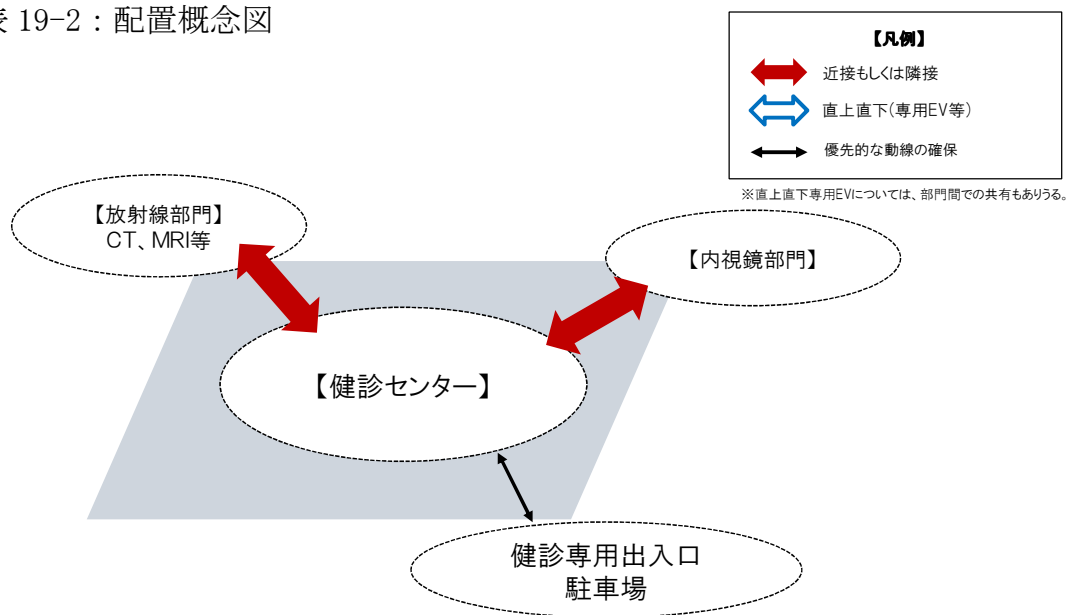 表 19-2：配置概念図
【凡例】
近接もしくは隣接
直上直下(専用EV等)
優先的な動線の確保
※直上直下専用EVについては、部門間での共有もありうる。
【放射線部門】
CT、MRI等
【内視鏡部門】
【健診センター】
健診専用出入口
駐車場